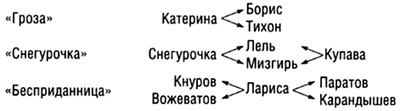 Борис
«Гроза» Катерина
Тихон
Лель
«Снегурочка» Снегурочка Купава
Мизгирь
Кнуров Паратов
«Бесприданница» Лариса
Вожеватов Карандышев